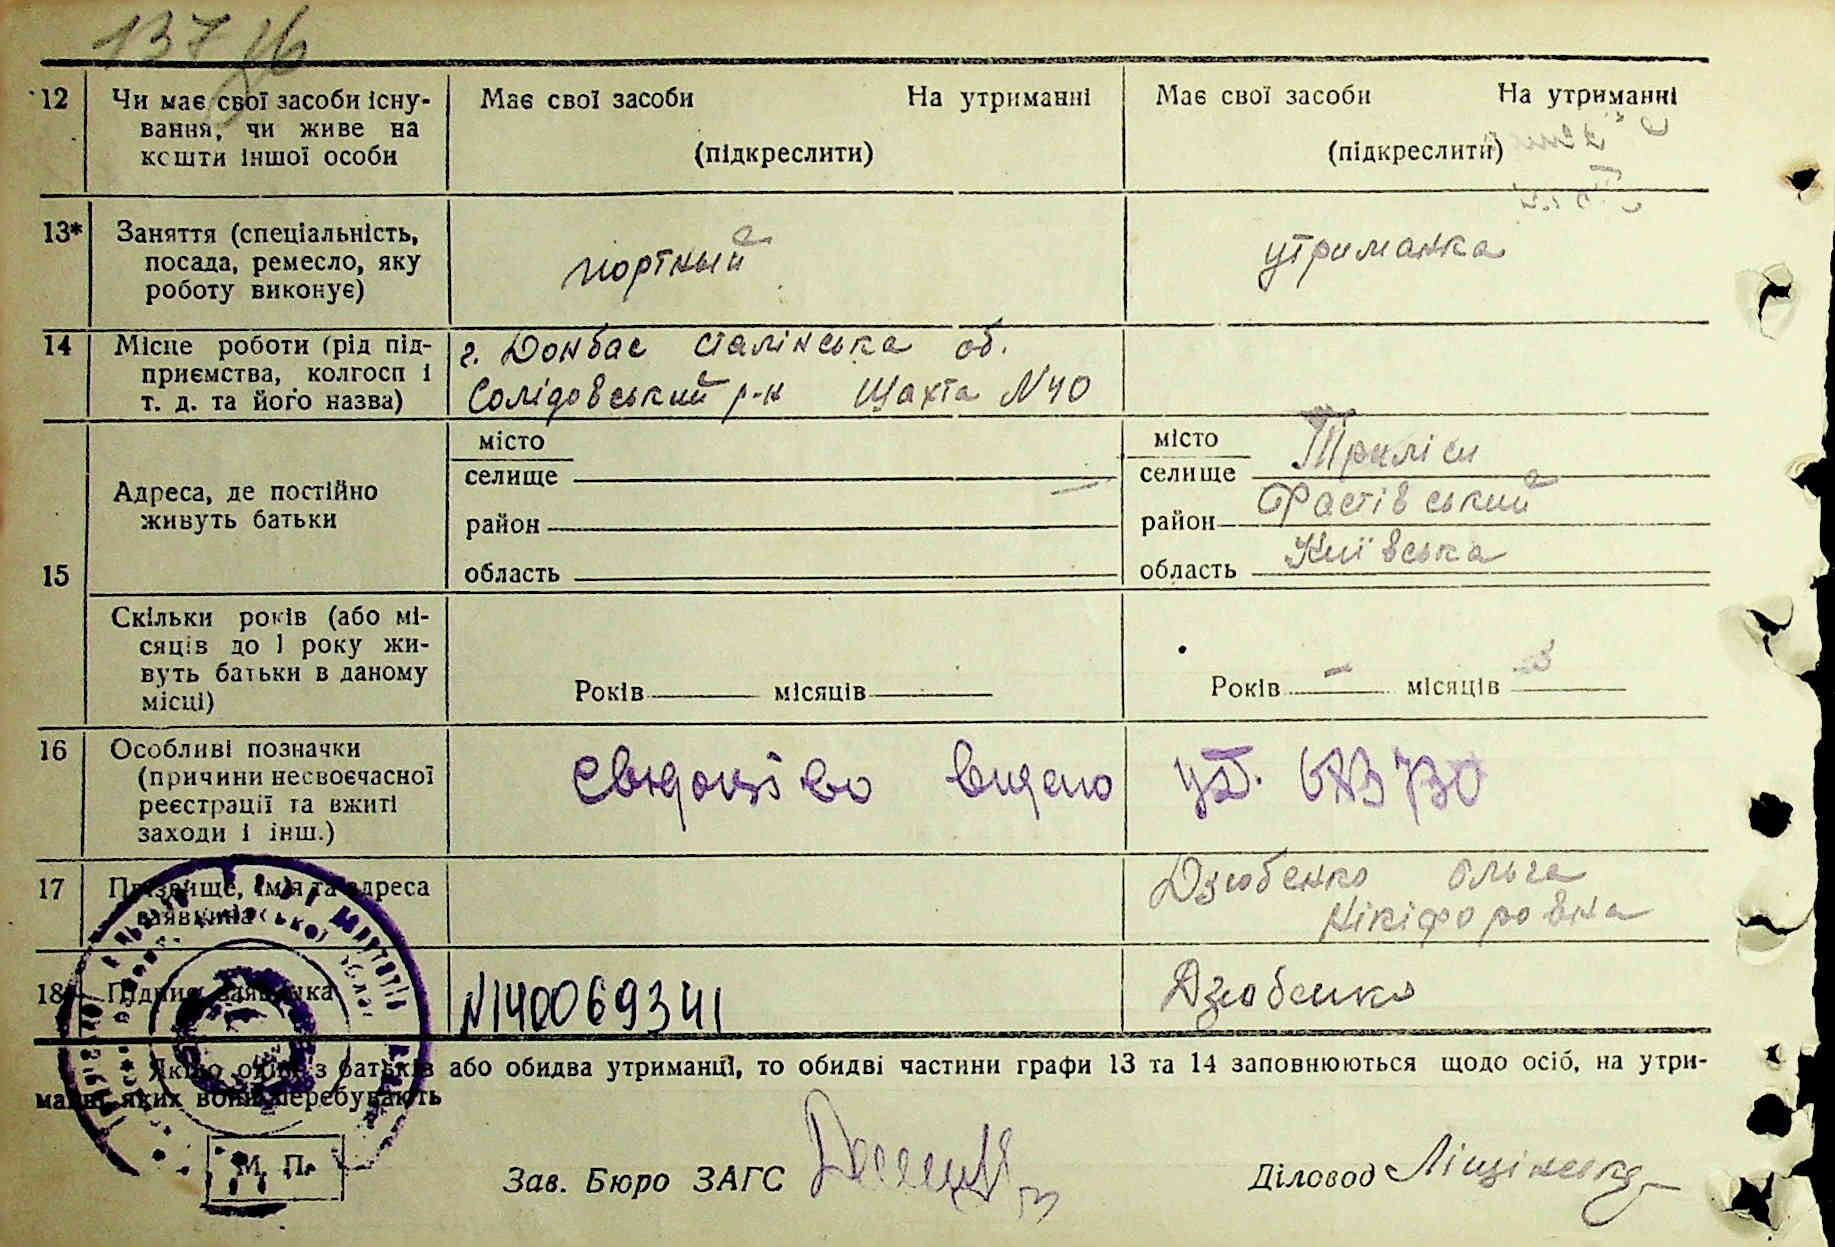 137
12 Чи має свої засоби існу- Має свої засоби На утриманні Має свої засоби На утриманні
вання, чи живе на
кошти іншої особи (підкреслити) (підкреслити)
13* Заняття (спеціальність, портный утриманка
посада, ремесло, яку
роботу виконує)
14 Місце роботи (рід під- г. Донбас Сталінська об.
приємства, колгосп і Солідовський р-н Шахта N 40
т. д. та його назва)
15 Адреса, де постійно
живуть батьки
місто місто Триліси
селище селище
район район Фастівський
область область Київська
Скільки років (або мі-
сяців до 1 року жи-
вуть батьки в даному
місці) Років місяців Років – місяців
16 Особливі позначки
(причини несвоєчасної
реєстрації та вжиті
заходи і інш.)
свідоцтво видано УБ.
17 Прізвище, ім'я та адреса Дзюбенко Ольга
заявника Нікіфоровна
18 Підпис заявника N1400069341 Дзюбенко
Якщо один з батьків або обидва утриманці, то обидві частини графи 13 та 14 заповнюються щодо осіб, на утри-
манні яких вони перебувають
М. П. Зав. Бюро ЗАГС Діловод Ліщінська